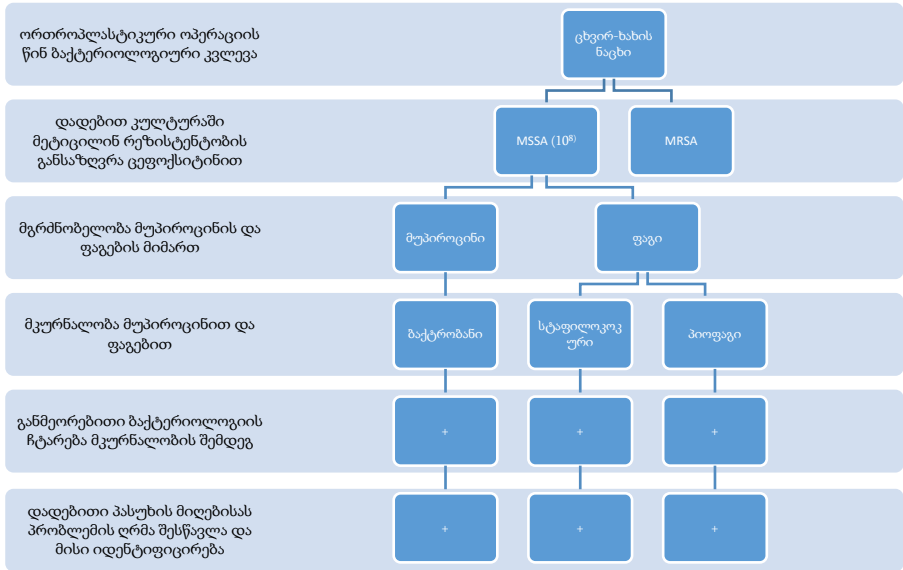 ორთროპლასტიკური ოპერაციის
წინ ბაქტერიოლოგიური კვლევა
ცხვირ-ხახის
ნაცხი
დადებით კულტურაში
მეტიცილინ რეზისტენტობის
განსაზღვრა ცეფოქსიტინით
MSSA (10⁸⁾
MRSA
მგრძნობელობა მუპიროცინის და
ფაგების მიმართ
მუპიროცინი
ფაგი
მკურნალობა მუპიროცინით და
ფაგებით
ბაქტრობანი
სტაფილოკოკ
ური
პიოფაგი
განმეორებითი ბაქტერიოლოგიის
ჩტარება მკურნალობის შემდეგ
+
+
+
დადებითი პასუხის მიღებისას
პრობლემის ღრმა შესწავლა და
მისი იდენტიფიცირება
+
+
+